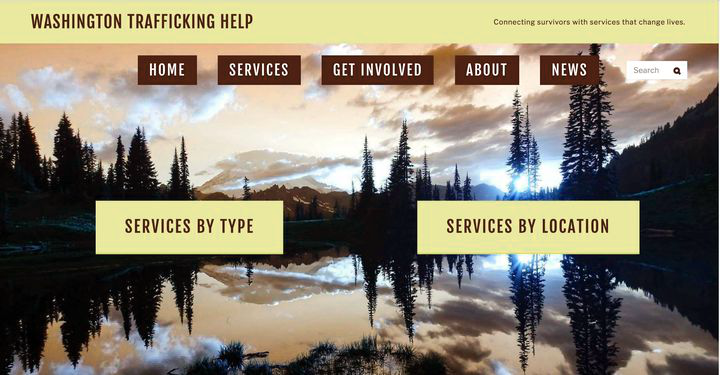 WASHINGTON TRAFFICKING HELP
Connecting survivors with services that change lives.
HOME SERVICES GET INVOLVED ABOUT NEWS Search
SERVICES BY TYPE SERVICES BY LOCATION